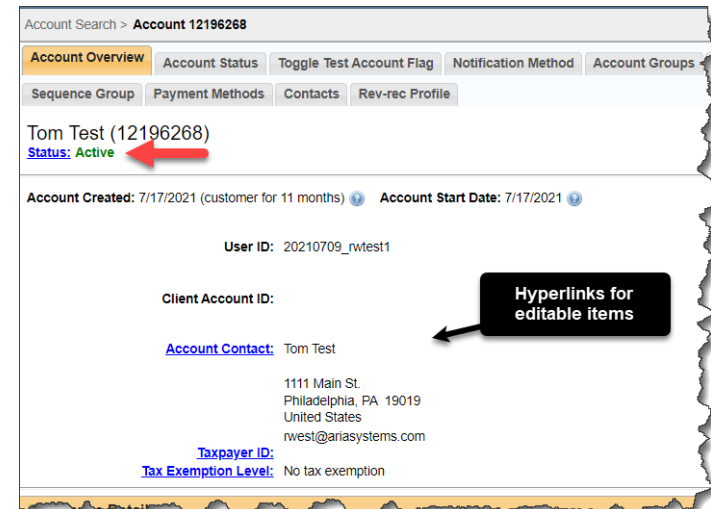 Account Search > Account 12196268
Account Overview Account Status Toggle Test Account Flag Notification Method Account Groups
Sequence Group Payment Methods Contacts Rev-rec Profile
Tom Test (12196268)
Status: Active
Account Created: 7/17/2021 (customer for 11 months) Account Start Date: 7/17/2021
User ID: 20210709_rwtest1
Hyperlinks for
editable items
Client Account ID:
Account Contact: Tom Test
1111 Main St.
Philadelphia, PA 19019
United States
rwest@ariasystems.com
Taxpayer ID:
Tax Exemption Level: No tax exemption